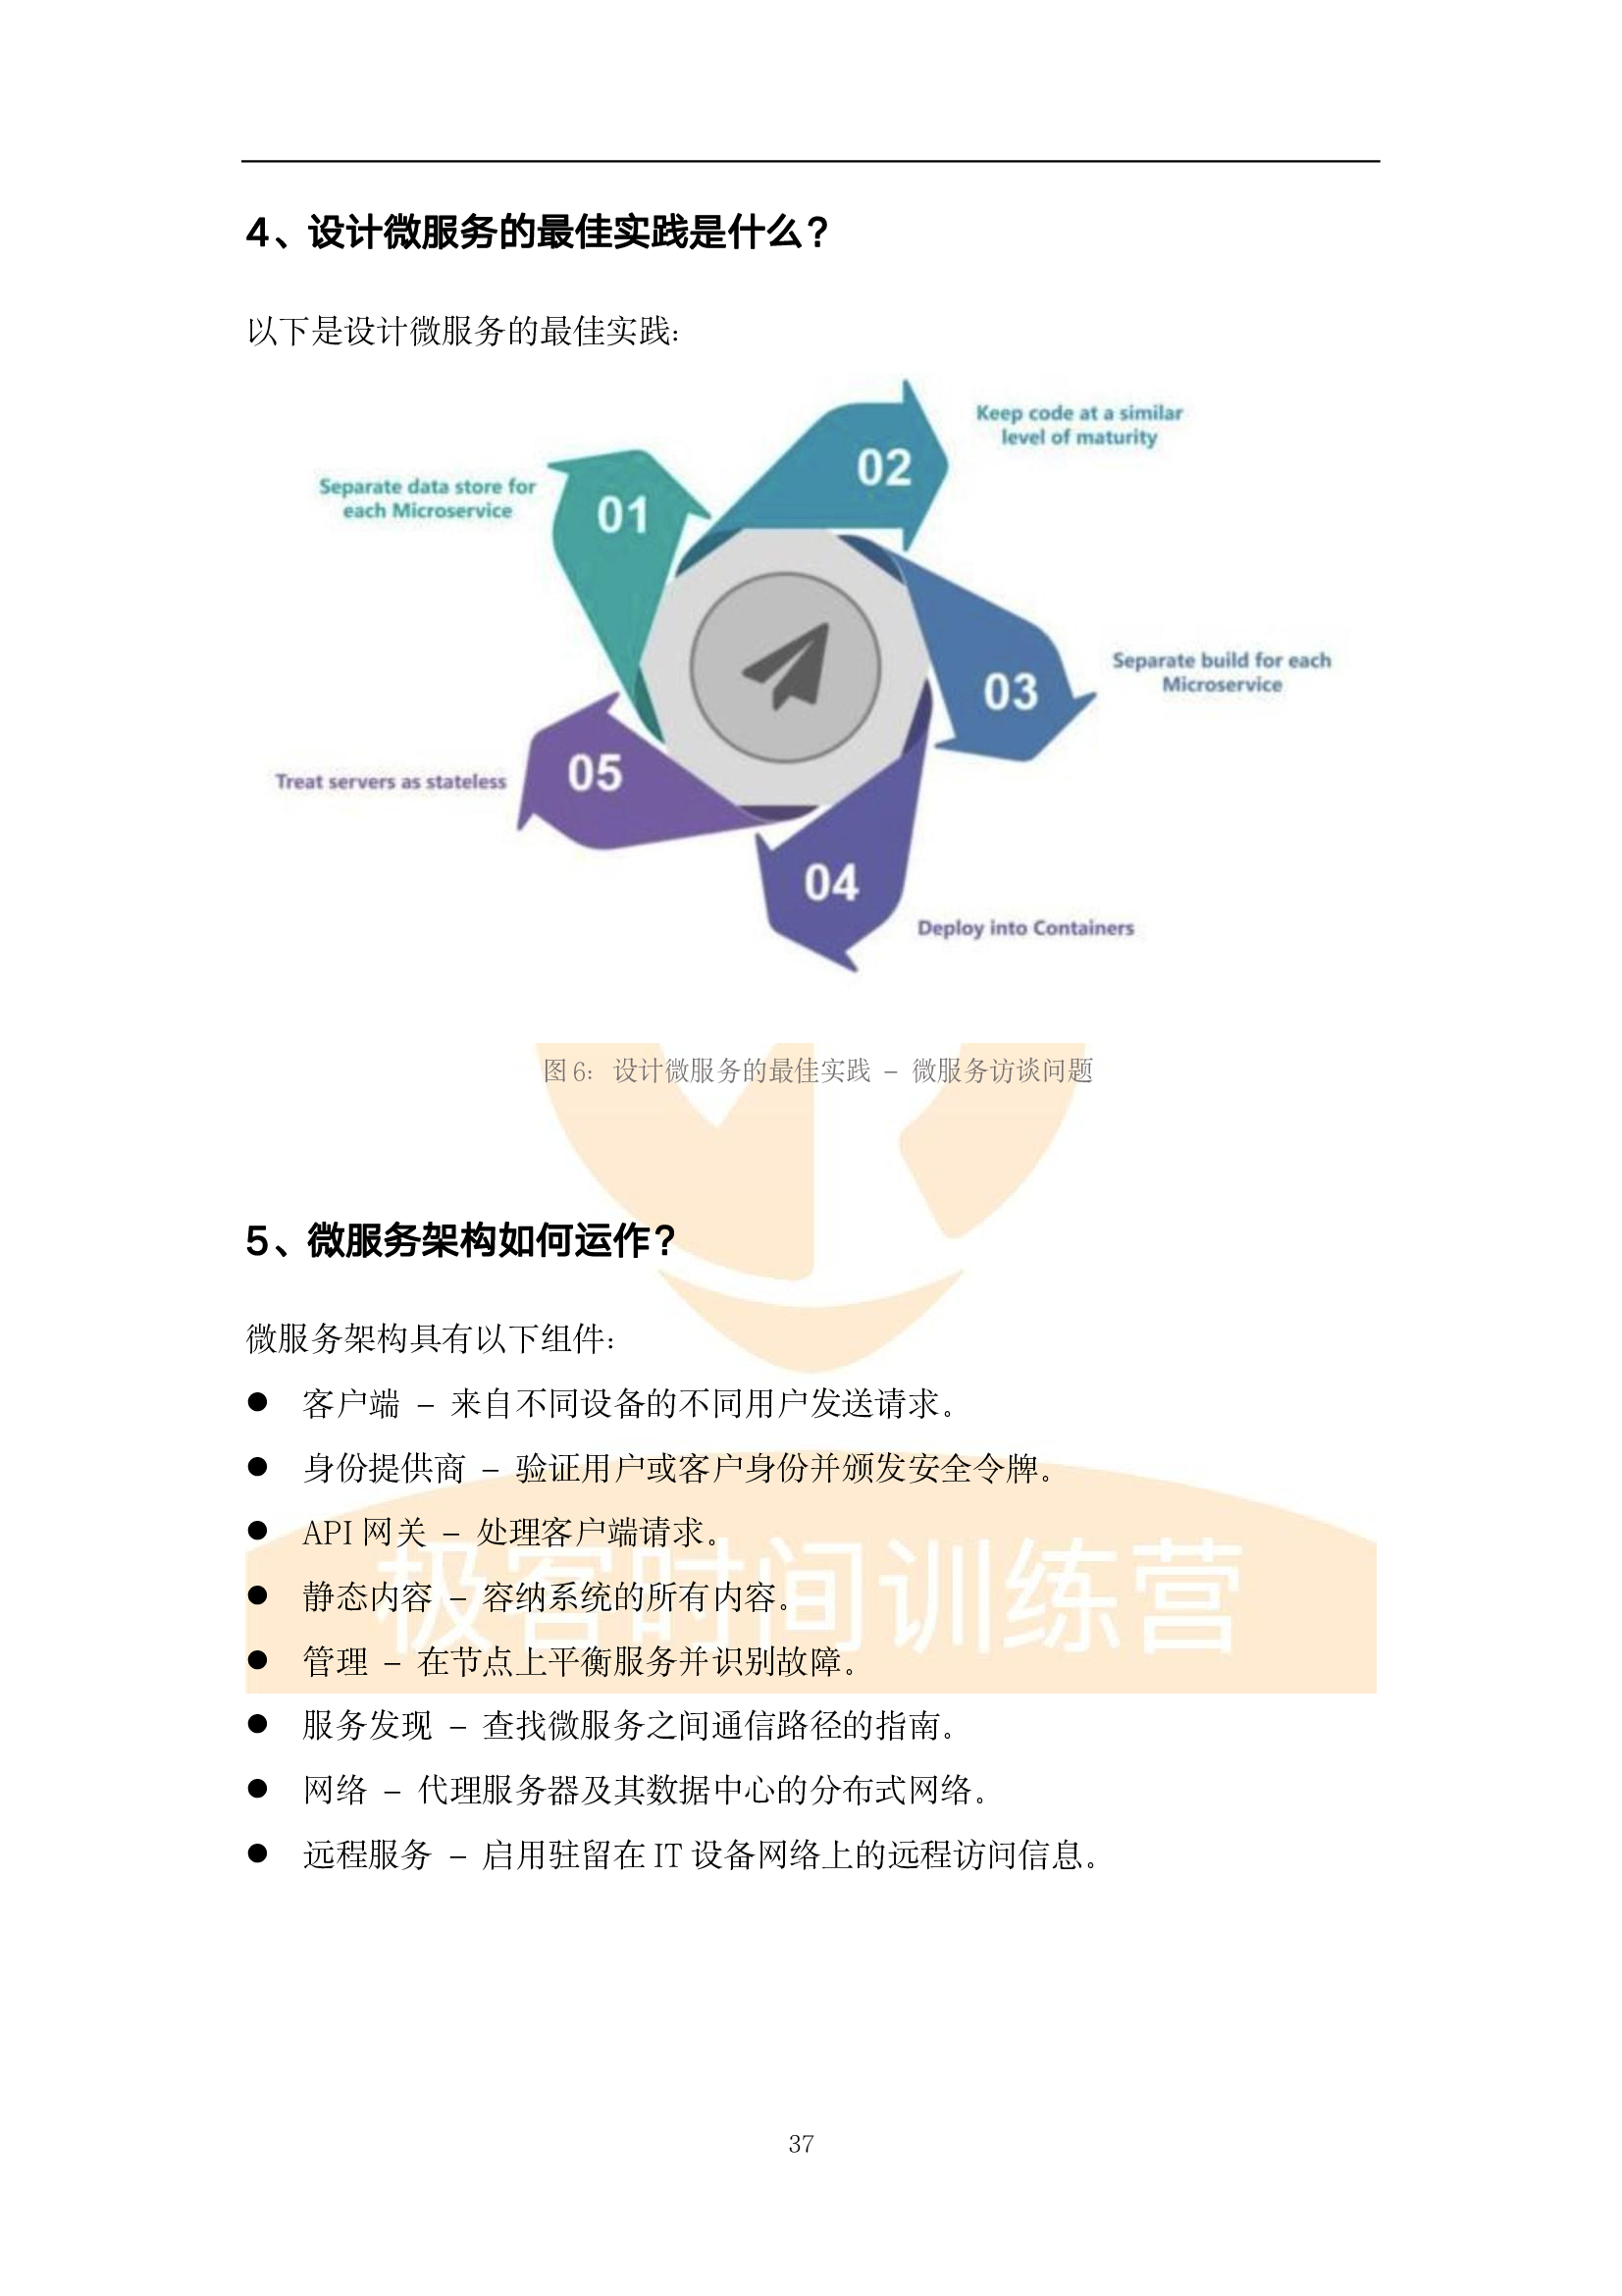 4、设计微服务的最佳实践是什么？
以下是设计微服务的最佳实践：
Keep code at a similar
level of maturity
02
Separate data store for
each Microservice
01
Separate build for each
Microservice
03
Treat servers as stateless
05
04
Deploy into Containers
图 6： 设计微服务的最佳实践 – 微服务访谈问题
5、微服务架构如何运作？
微服务架构具有以下组件：
● 客户端 – 来自不同设备的不同用户发送请求。
● 身份提供商 – 验证用户或客户身份并颁发安全令牌。
● API 网关 – 处理客户端请求。
● 静态内容 – 容纳系统的所有内容。
● 管理 – 在节点上平衡服务并识别故障。
● 服务发现 – 查找微服务之间通信路径的指南。
● 网络 – 代理服务器及其数据中心的分布式网络。
● 远程服务 – 启用驻留在 IT 设备网络上的远程访问信息。
极客时间训练营
37